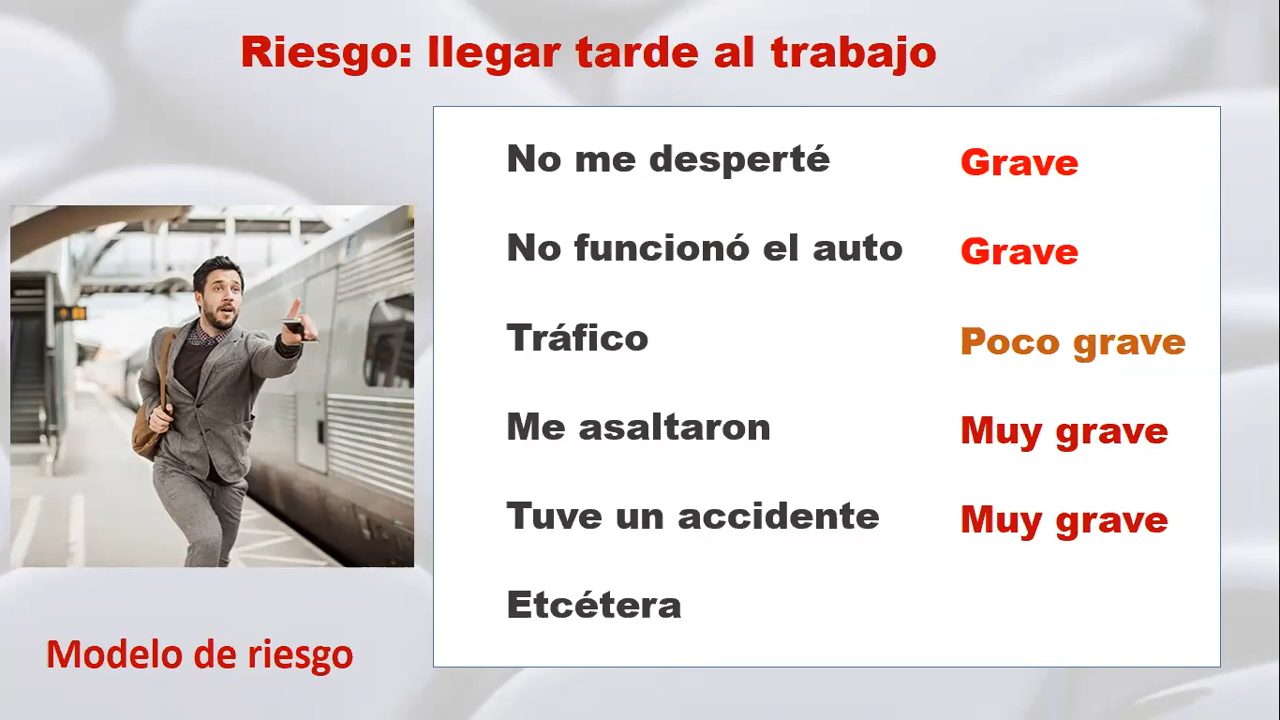 Riesgo: llegar tarde al trabajo
No me desperté Grave
No funcionó el auto Grave
Tráfico Poco grave
Me asaltaron Muy grave
Tuve un accidente Muy grave
Etcétera
Modelo de riesgo